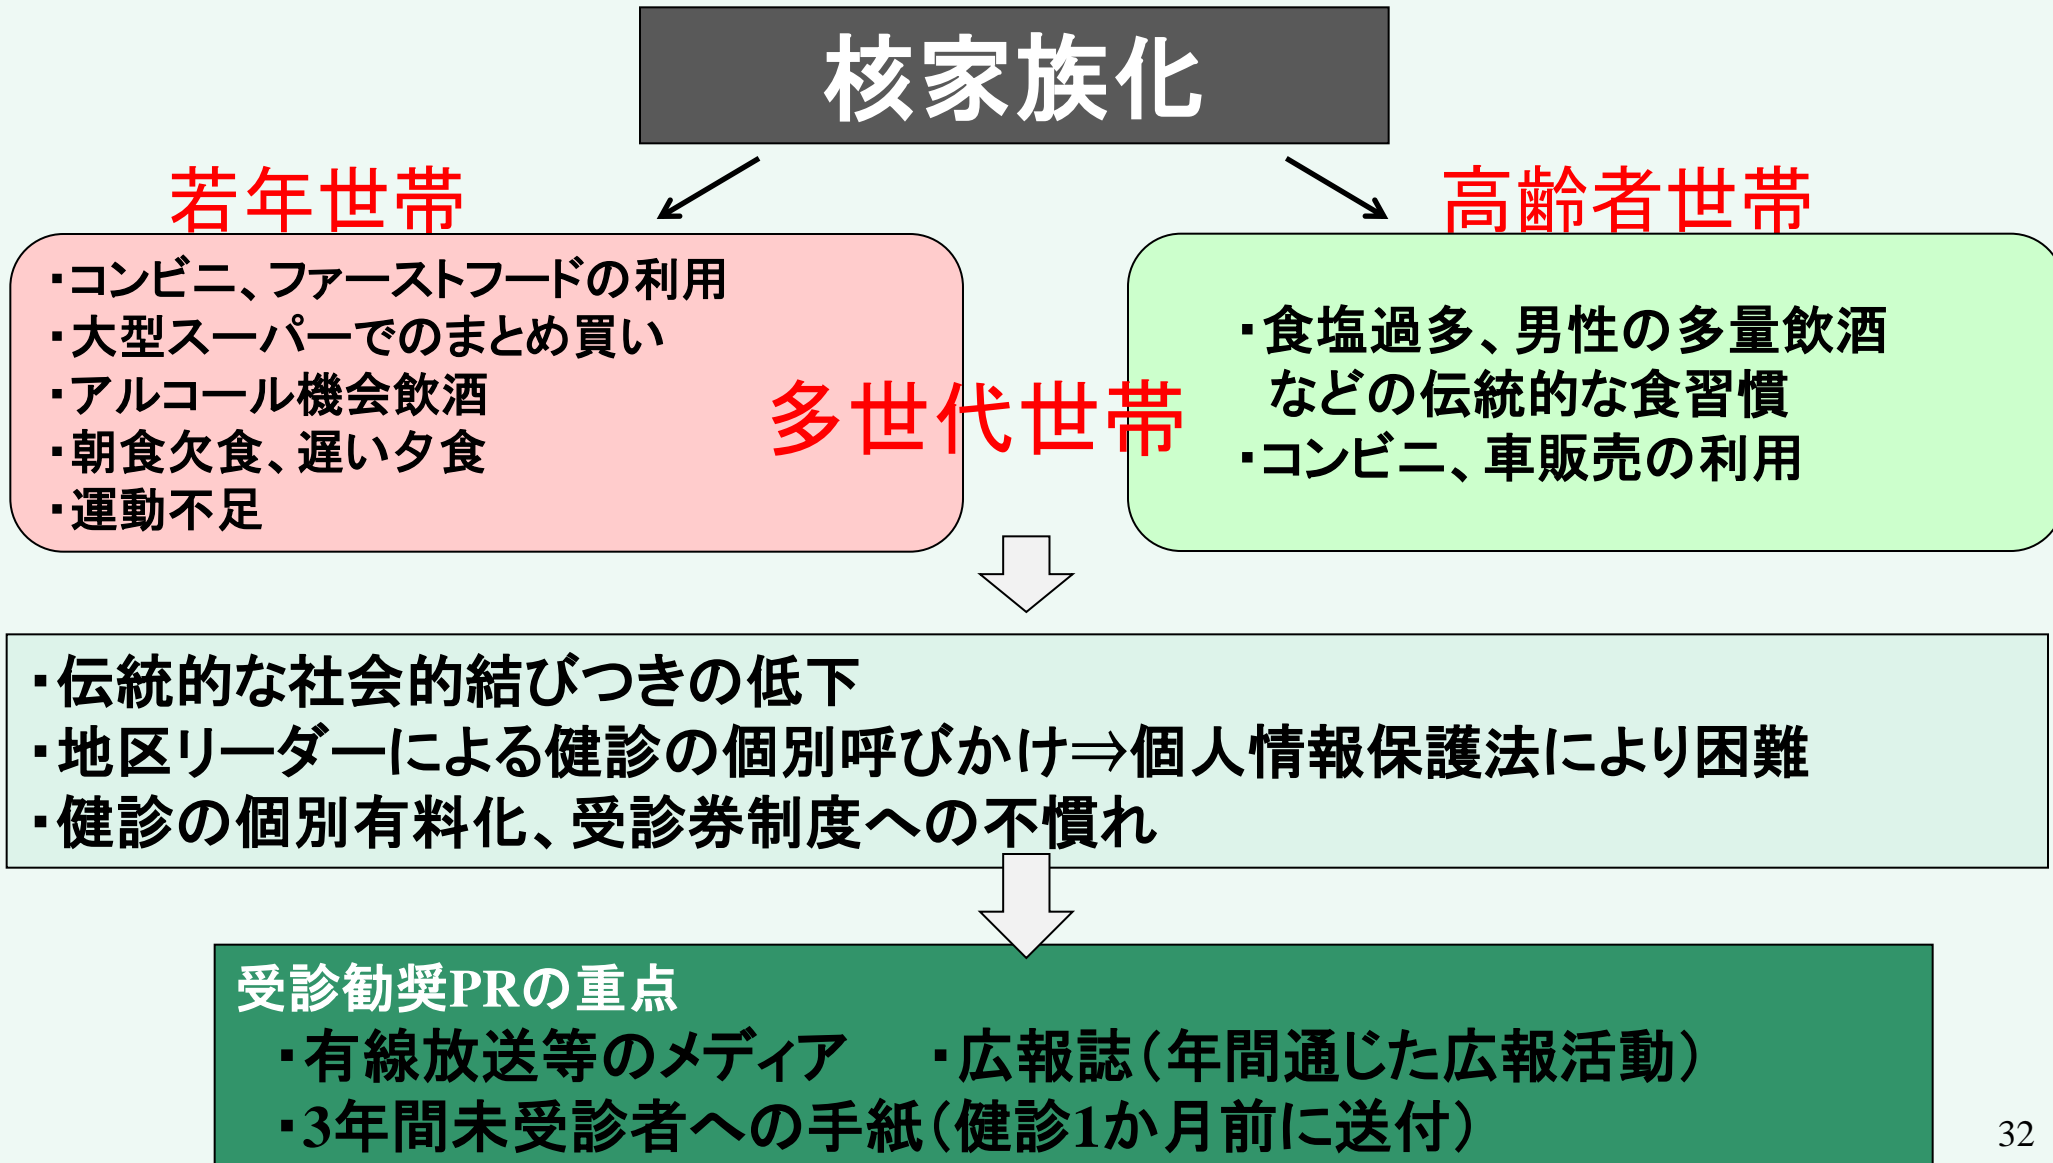 核家族化
若年世帯
・コンビニ、ファーストフードの利用
・大型スーパーでのまとめ買い
・アルコール機会飲酒
・朝食欠食、遅い夕食
・運動不足
多世代世帯
高齢者世帯
・食塩過多、男性の多量飲酒
などの伝統的な食習慣
・コンビニ、車販売の利用
・伝統的な社会的結びつきの低下
・地区リーダーによる健診の個別呼びかけ⇒個人情報保護法により困難
・健診の個別有料化、受診券制度への不慣れ
受診勧奨PRの重点
・有線放送等のメディア　・広報誌（年間通じた広報活動）
・3年間未受診者への手紙（健診1か月前に送付）
32